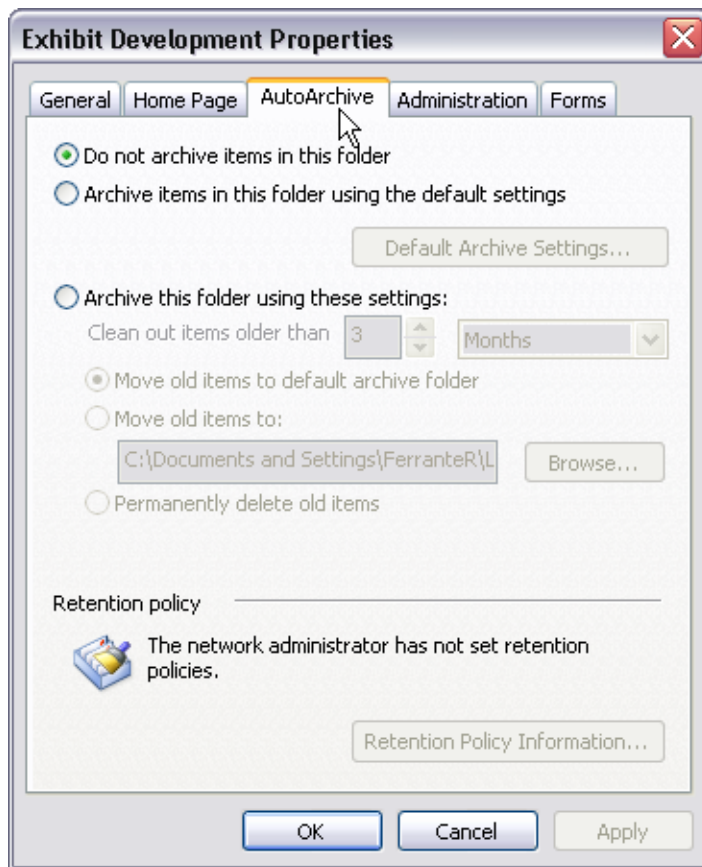 Exhibit Development Properties
General Home Page AutoArchive Administration Forms
Do not archive items in this folder
Archive items in this folder using the default settings
Default Archive Settings...
Archive this folder using these settings:
Clean out items older than 3 Months
Move old items to default archive folder
Move old items to:
C:\Documents and Settings\FerranteR\L Browse...
Permanently delete old items
Retention policy
The network administrator has not set retention
policies.
Retention Policy Information...
OK Cancel Apply